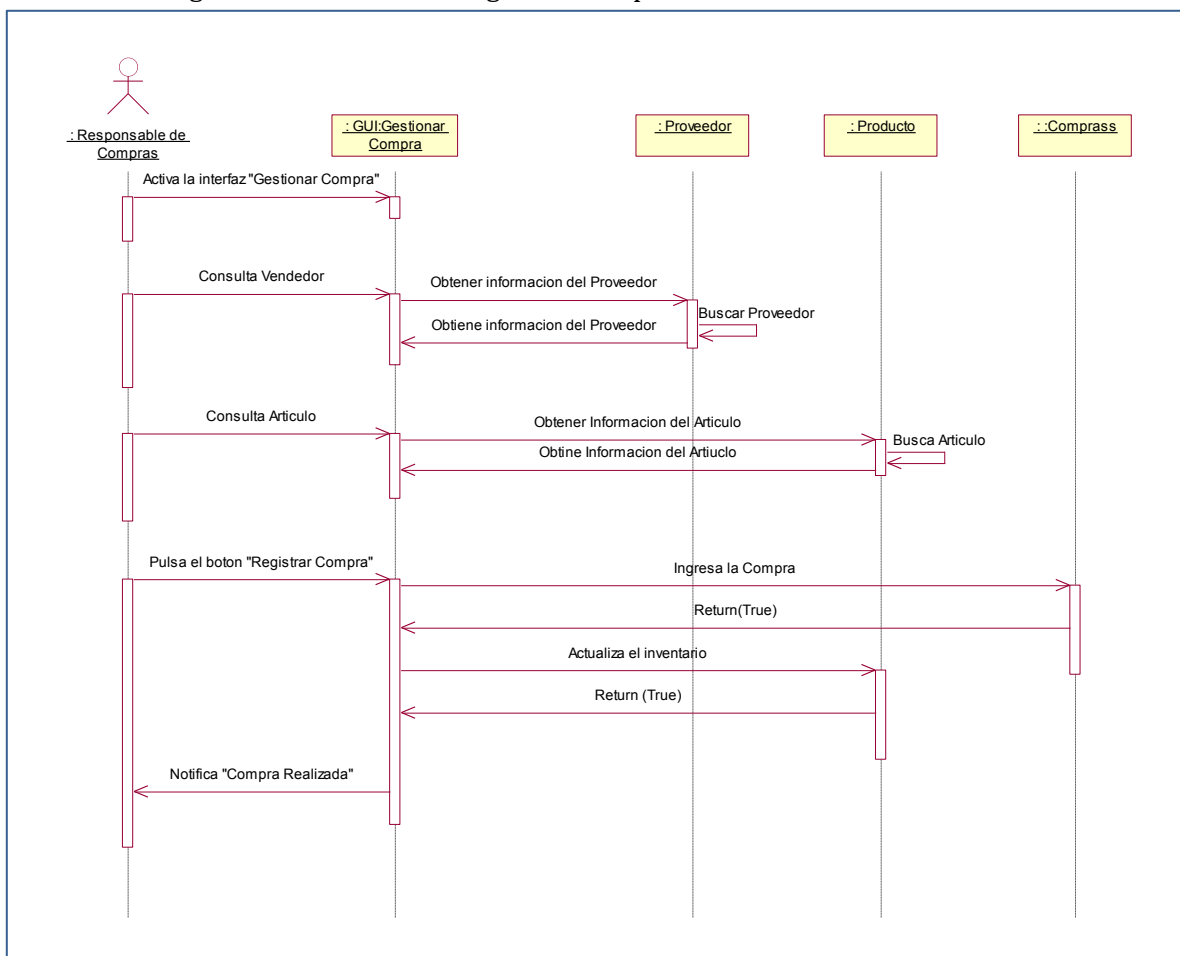 : Responsable de
Compras
: GUI:Gestionar
Compra
: Proveedor
: Producto
: :Comprass
Activa la interfaz "Gestionar Compra"
Consulta Vendedor
Obtener informacion del Proveedor
Buscar Proveedor
Obtiene informacion del Proveedor
Consulta Articulo
Obtener Informacion del Articulo
Busca Articulo
Obtine Informacion del Artiuclo
Pulsa el boton "Registrar Compra"
Ingresa la Compra
Return(True)
Actualiza el inventario
Return (True)
Notifica "Compra Realizada"